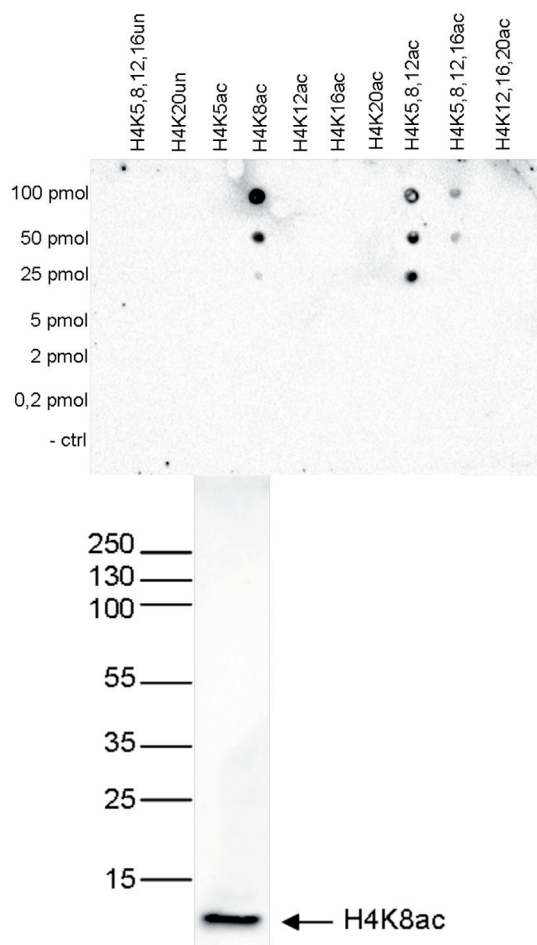 H4K5,8,12,16un
H4K20un
H4K5ac
H4K8ac
H4K12ac
H4K16ac
H4K20ac
H4K5,8,12ac
H4K5,8,12,16ac
H4K12,16,20ac
100 pmol
50 pmol
25 pmol
5 pmol
2 pmol
0,2 pmol
- ctrl
250
130
100
55
35
25
15
H4K8ac